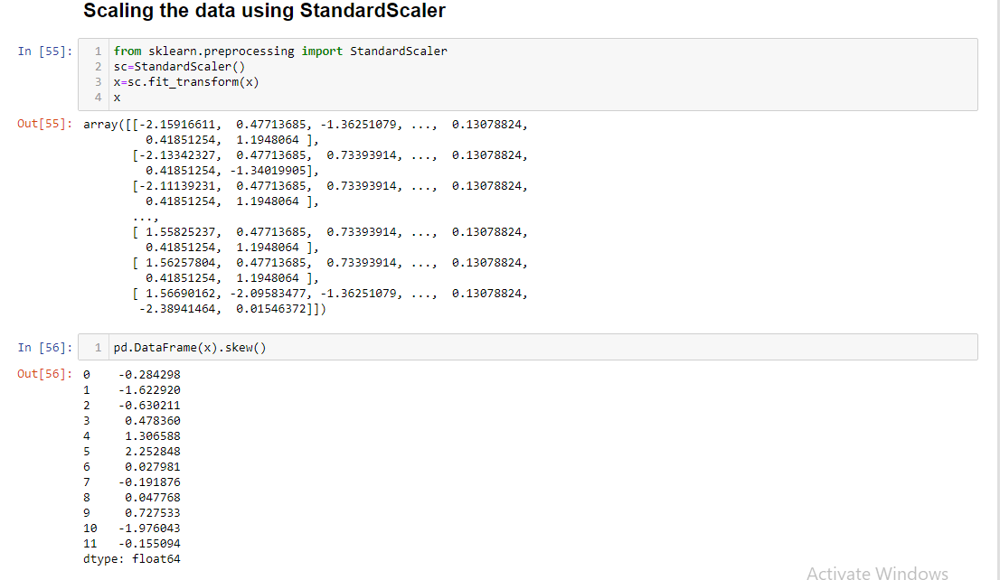 Scaling the data using StandardScaler
In [55]:
1 from sklearn.preprocessing import StandardScaler
2 sc=StandardScaler()
3 x=sc.fit_transform(x)
4 x
Out[55]: array([[-2.15916611,  0.47713685, -1.36251079, ...,  0.13078824,
         0.41851254,  1.1948064 ],
       [-2.13342327,  0.47713685,  0.73393914, ...,  0.13078824,
         0.41851254, -1.34019905],
       [-2.11139231,  0.47713685,  0.73393914, ...,  0.13078824,
         0.41851254,  1.1948064 ],
       ...,
       [ 1.55825237,  0.47713685,  0.73393914, ...,  0.13078824,
         0.41851254,  1.1948064 ],
       [ 1.56257804,  0.47713685,  0.73393914, ...,  0.13078824,
         0.41851254,  1.1948064 ],
       [ 1.56690162, -2.09583477, -1.36251079, ...,  0.13078824,
        -2.38941464,  0.01546372]])
In [56]: 1 pd.DataFrame(x).skew()
Out[56]: 0    -0.284298
1    -1.622920
2    -0.630211
3     0.478360
4     1.306588
5     2.252848
6     0.027981
7    -0.191876
8     0.047768
9     0.727533
10   -1.976043
11   -0.155094
dtype: float64
Activate Windows